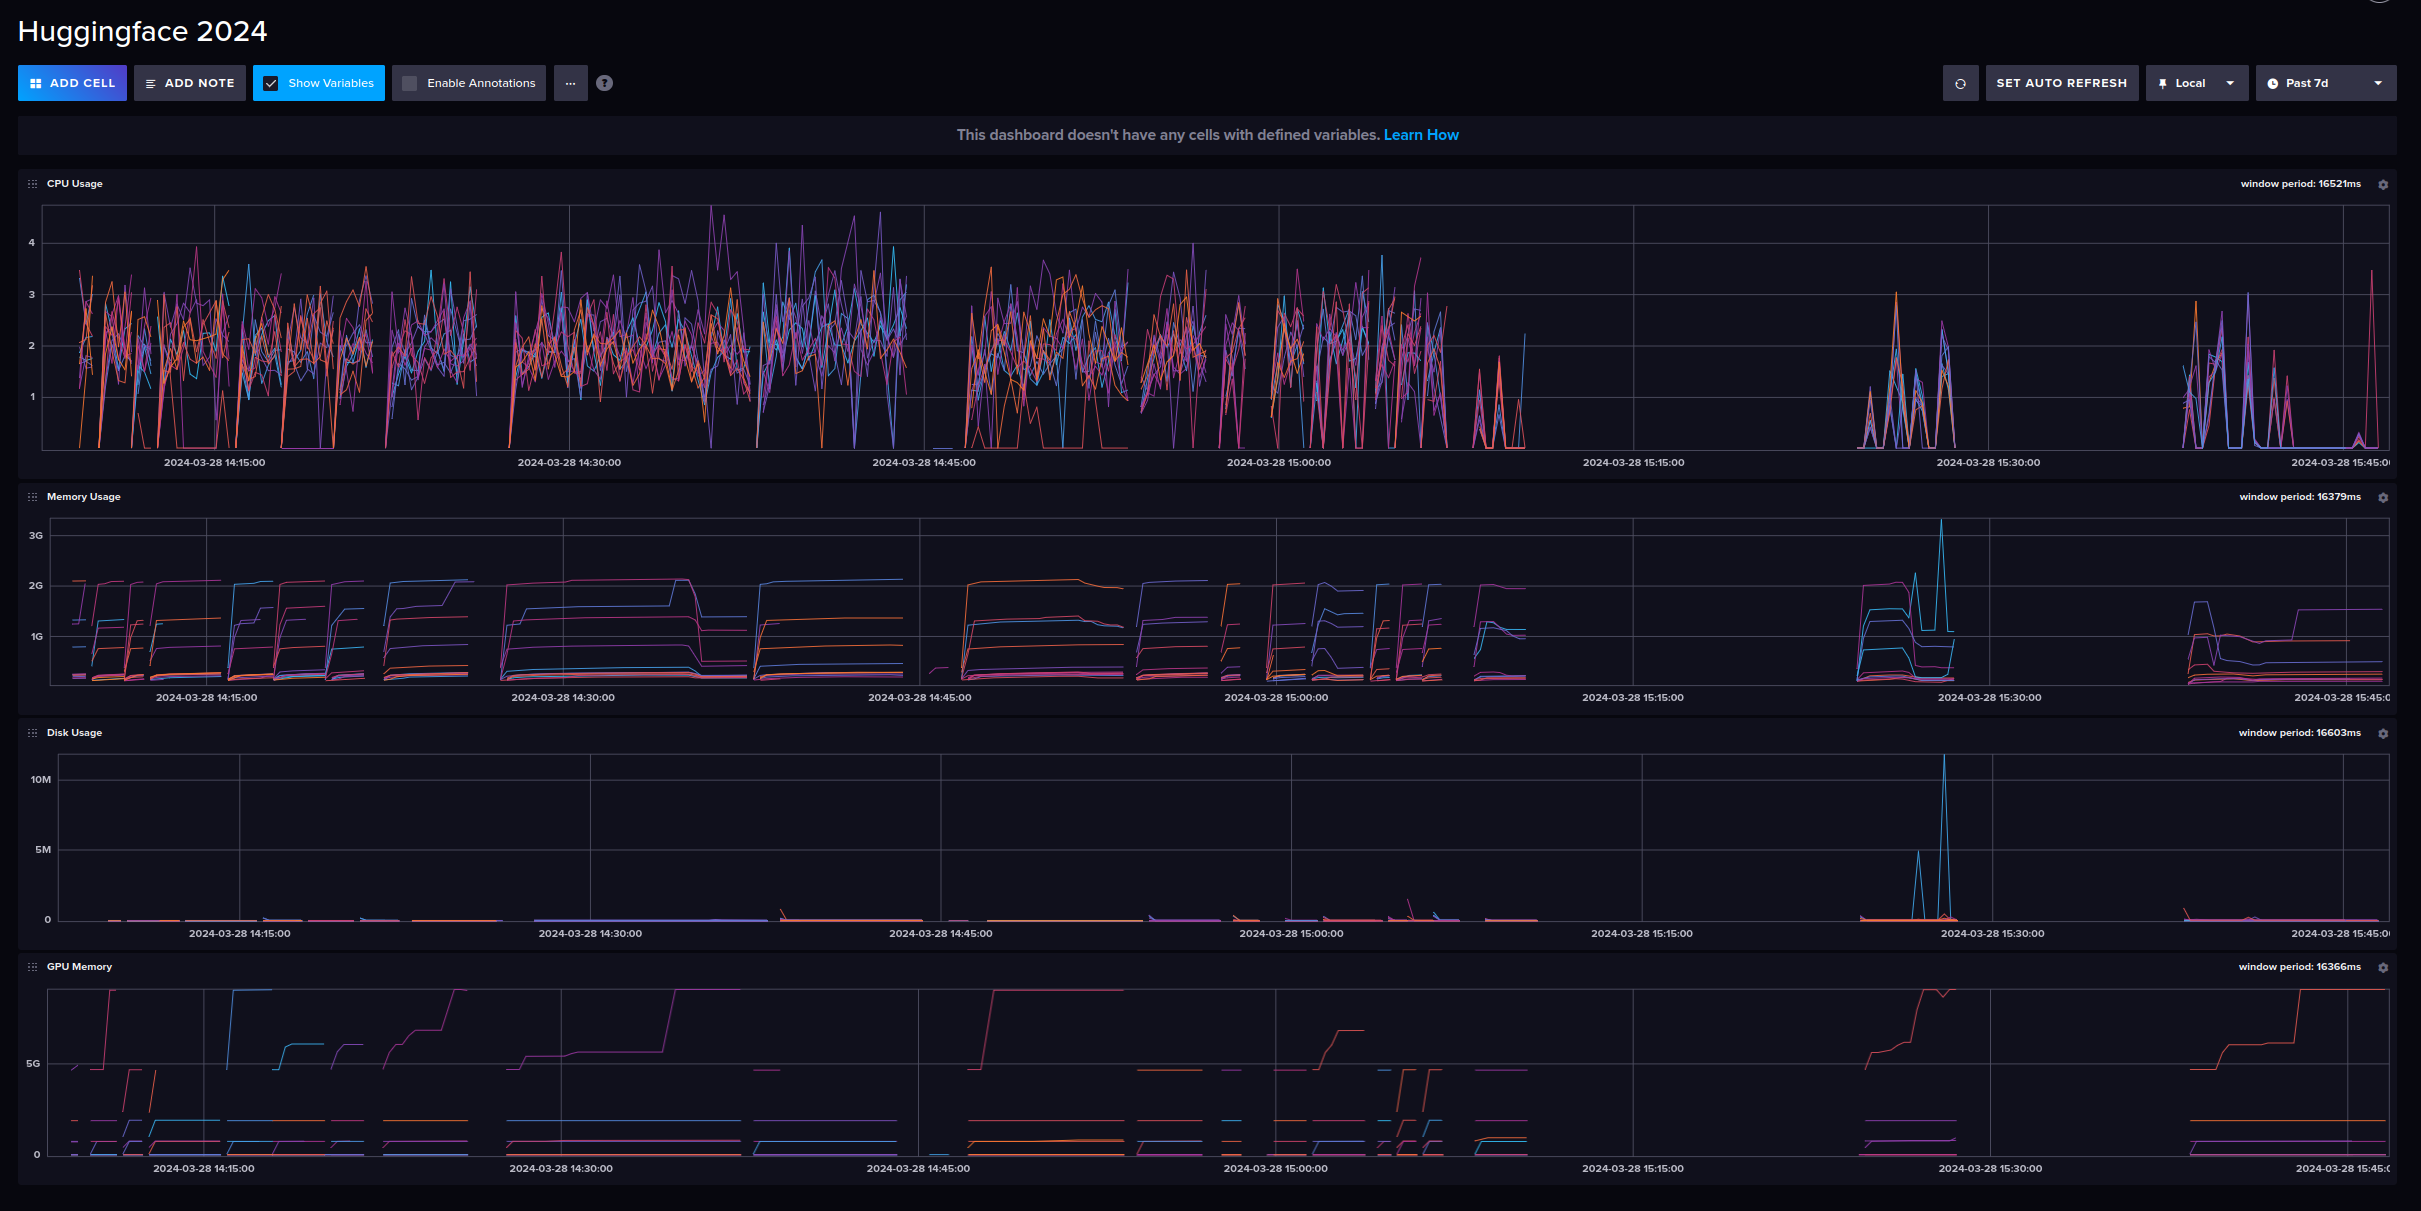 Huggingface 2024
ADD CELL
ADD NOTE
Show Variables
Enable Annotations
...
?
SET AUTO REFRESH
Local
Past 7d
This dashboard doesn't have any cells with defined variables. Learn How
CPU Usage
window period: 16521ms
4
3
2
1
2024-03-28 14:15:00
2024-03-28 14:30:00
2024-03-28 14:45:00
2024-03-28 15:00:00
2024-03-28 15:15:00
2024-03-28 15:30:00
2024-03-28 15:45:0
Memory Usage
window period: 16379ms
3G
2G
1G
2024-03-28 14:15:00
2024-03-28 14:30:00
2024-03-28 14:45:00
2024-03-28 15:00:00
2024-03-28 15:15:00
2024-03-28 15:30:00
2024-03-28 15:45:0
Disk Usage
window period: 16603ms
10M
5M
0
2024-03-28 14:15:00
2024-03-28 14:30:00
2024-03-28 14:45:00
2024-03-28 15:00:00
2024-03-28 15:15:00
2024-03-28 15:30:00
2024-03-28 15:45:0
GPU Memory
window period: 16366ms
5G
0
2024-03-28 14:15:00
2024-03-28 14:30:00
2024-03-28 14:45:00
2024-03-28 15:00:00
2024-03-28 15:15:00
2024-03-28 15:30:00
2024-03-28 15:45:0